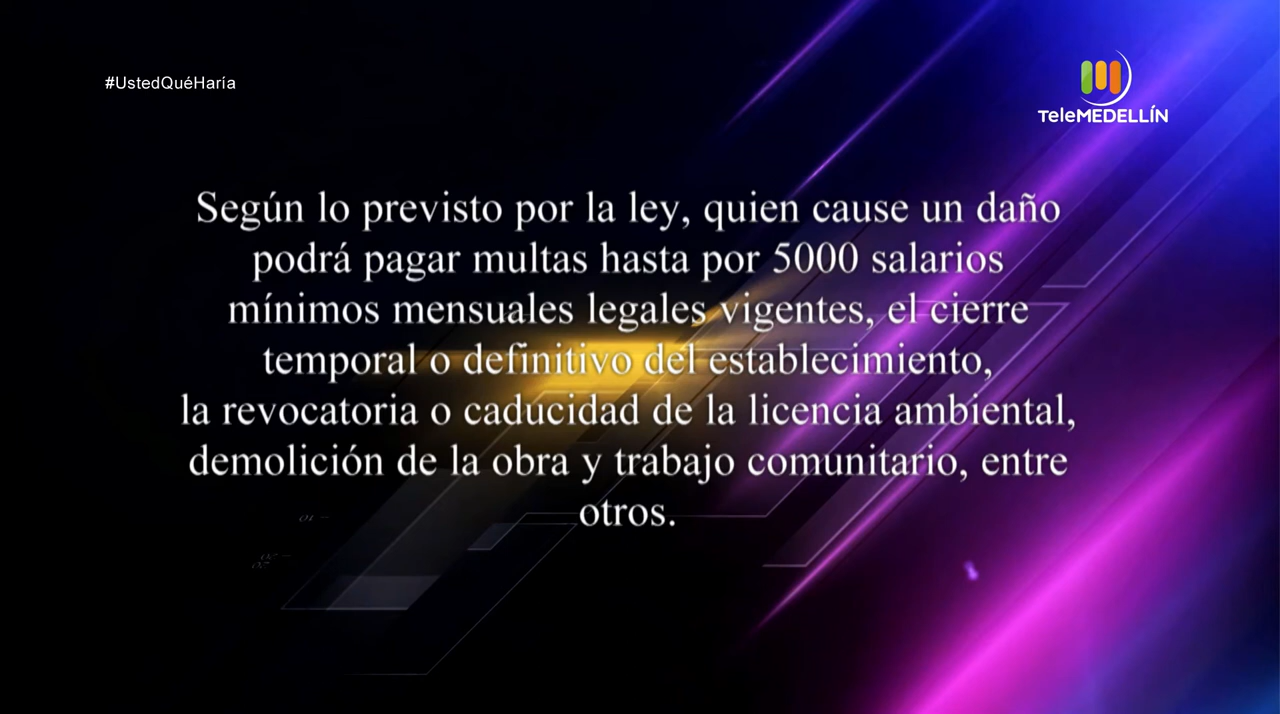 #UstedQuéHaría
TeleMEDELLÍN
Según lo previsto por la ley, quien cause un daño
podrá pagar multas hasta por 5000 salarios
mínimos mensuales legales vigentes, el cierre
temporal o definitivo del establecimiento,
la revocatoria o caducidad de la licencia ambiental,
demolición de la obra y trabajo comunitario, entre
otros.